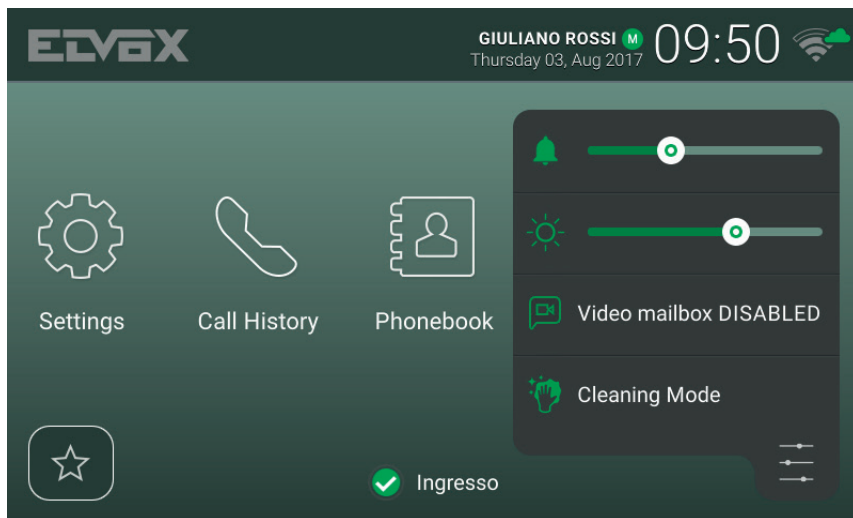 ELVOX
GIULIANO ROSSI M
Thursday 03, Aug 2017
09:50
Settings
Call History
Phonebook
Video mailbox DISABLED
Cleaning Mode
Ingresso